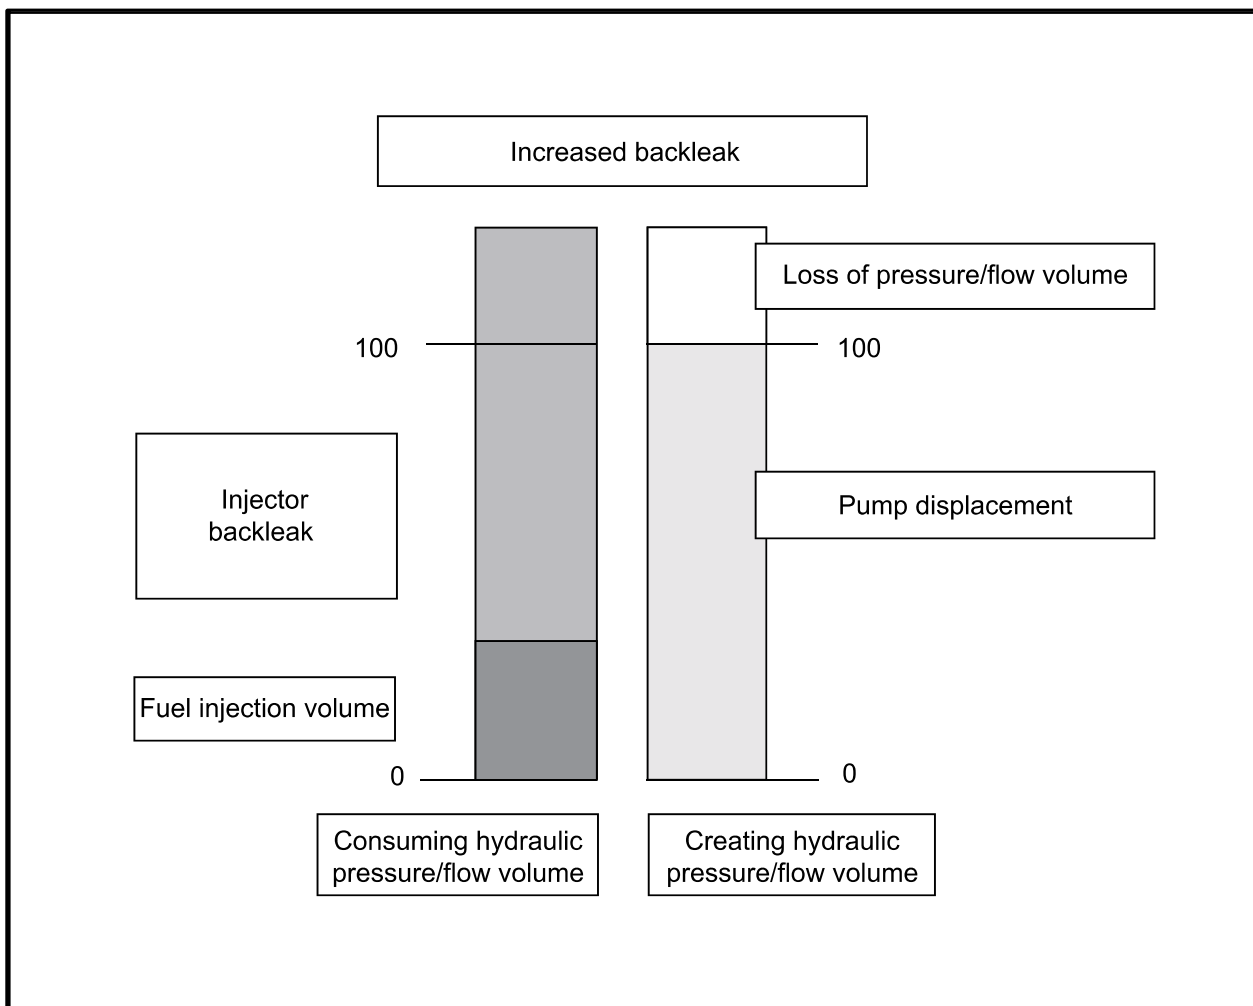 Increased backleak
Loss of pressure/flow volume
100
100
Injector
backleak
Pump displacement
Fuel injection volume
0
0
Consuming hydraulic
pressure/flow volume
Creating hydraulic
pressure/flow volume